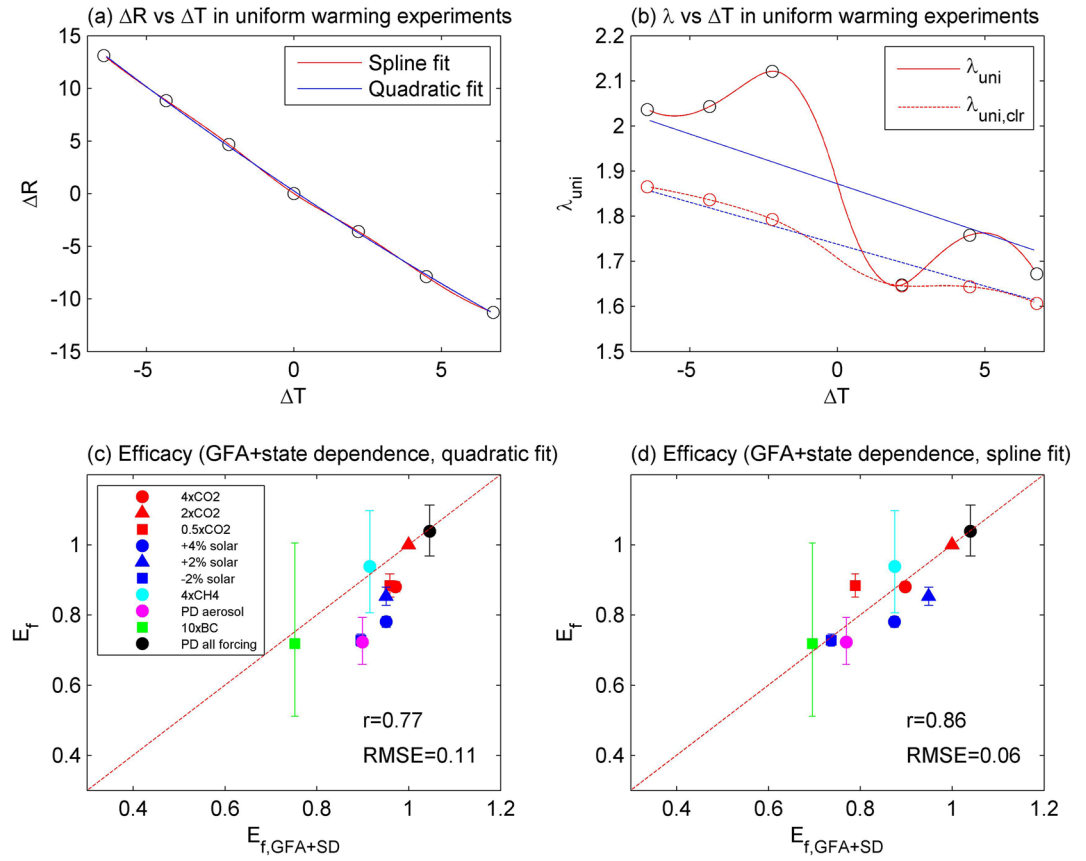 (a) ΔR vs ΔT in uniform warming experiments
15
10
5
0
-5
-10
-15
ΔR
-5
0
5
ΔT
Spline fit
Quadratic fit
(b) λ vs ΔT in uniform warming experiments
2.2
2.1
2
1.9
1.8
1.7
1.6
1.5
λuni
-5
0
5
ΔT
λuni
λuni,clr
(c) Efficacy (GFA+state dependence, quadratic fit)
1
0.8
0.6
0.4
Ef
0.4
0.6
0.8
1
1.2
Ef,GFA+SD
4xCO2
2xCO2
0.5xCO2
+4% solar
+2% solar
-2% solar
4xCH4
PD aerosol
10xBC
PD all forcing
r=0.77
RMSE=0.11
(d) Efficacy (GFA+state dependence, spline fit)
1
0.8
0.6
0.4
Ef
0.4
0.6
0.8
1
1.2
Ef,GFA+SD
r=0.86
RMSE=0.06